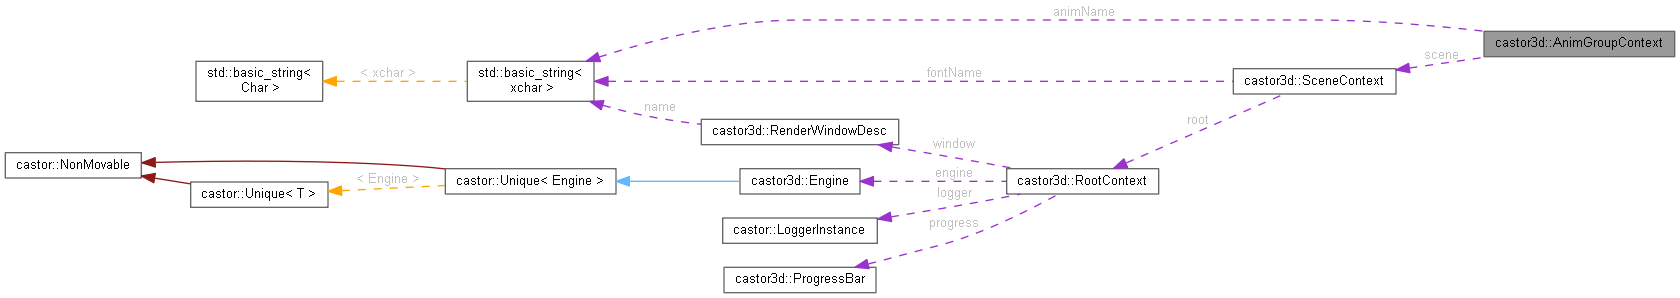 animName
castor3d::AnimGroupContext
scene
std::basic_string<
Char >
< xchar >
std::basic_string<
xchar >
fontName
castor3d::SceneContext
name
root
castor3d::RenderWindowDesc
window
castor::NonMovable
< Engine >
castor::Unique< T >
castor::Unique< Engine >
castor3d::Engine
engine
castor3d::RootContext
logger
castor::LoggerInstance
progress
castor3d::ProgressBar